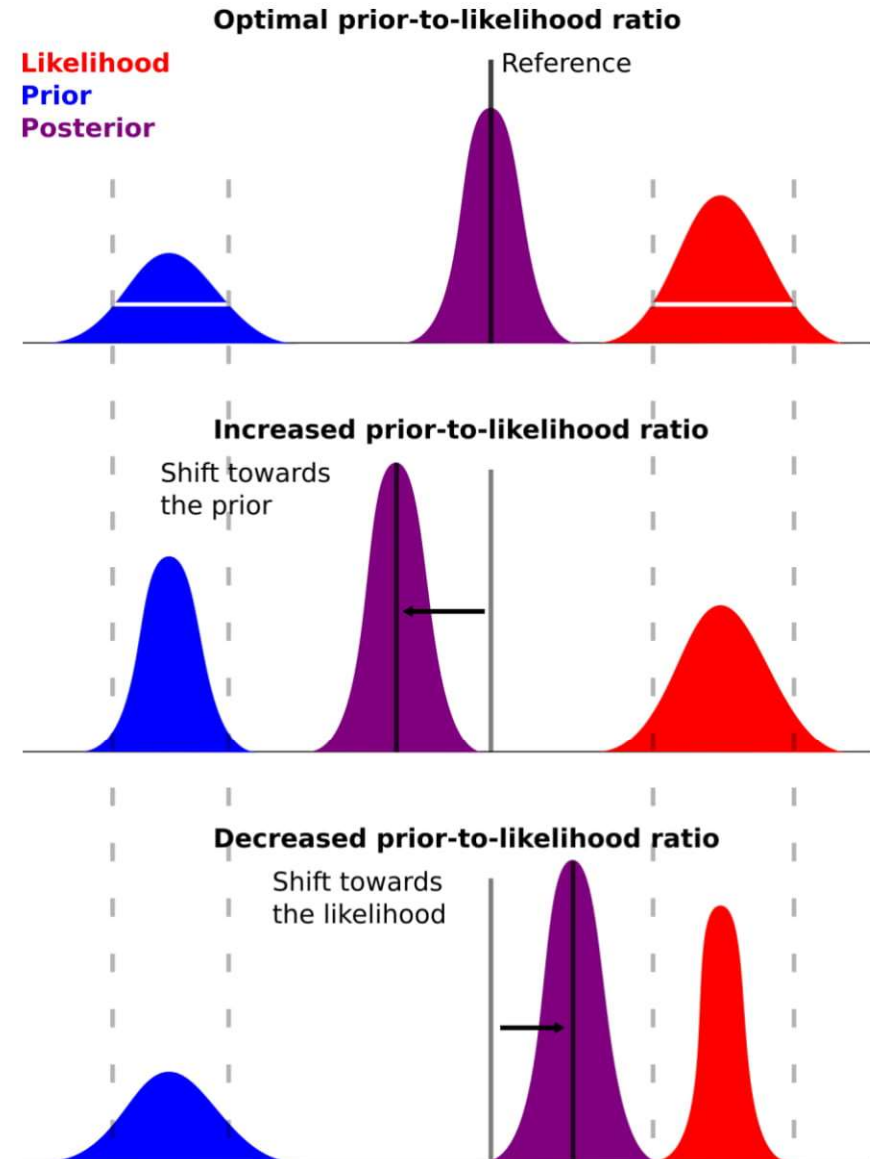 Optimal prior-to-likelihood ratio
Likelihood
Prior
Posterior
Reference
Increased prior-to-likelihood ratio
Shift towards
the prior
Decreased prior-to-likelihood ratio
Shift towards
the likelihood